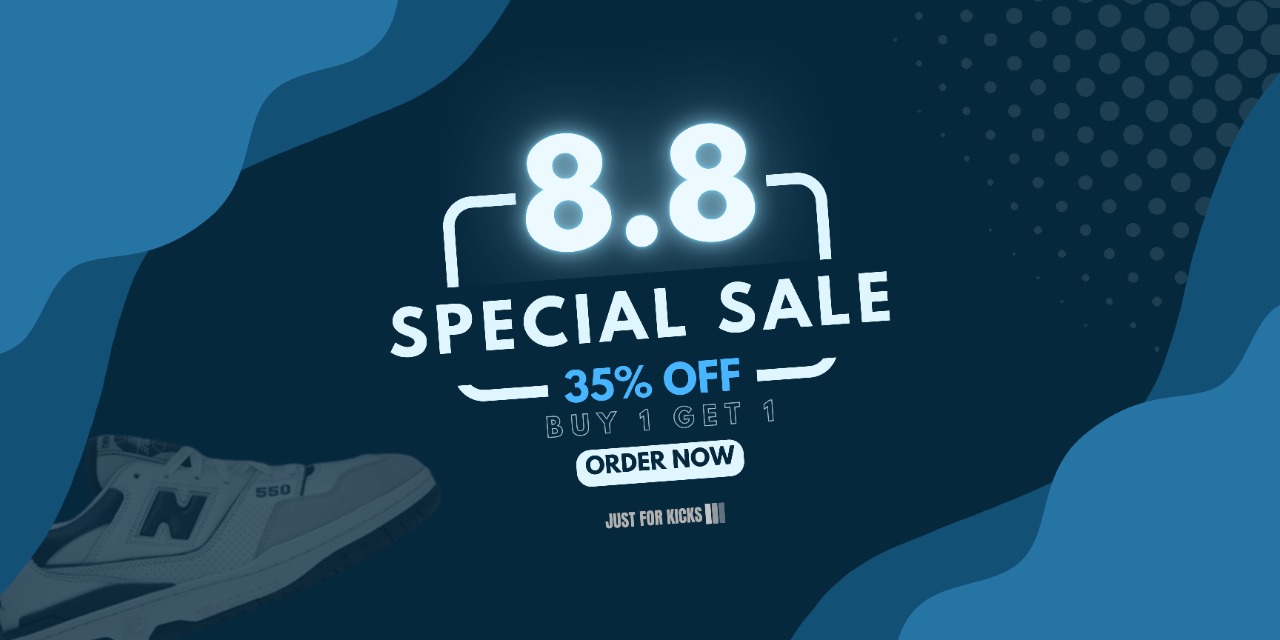 8.8
SPECIAL SALE
35% OFF
BUY 1 GET 1
ORDER NOW
JUST FOR KICKS
N
550